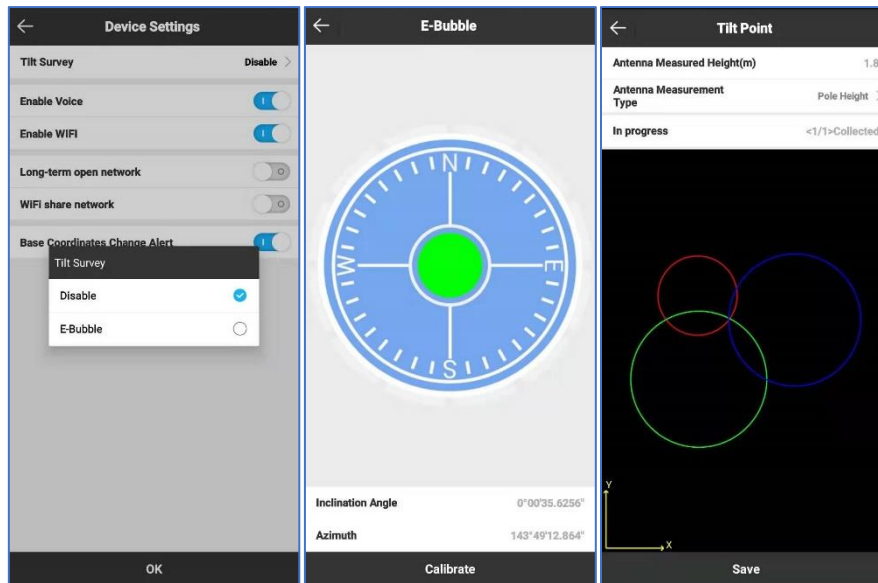 Device Settings
Tilt Survey Disable
Enable Voice
Enable WIFI
Long-term open network
WIFI share network
Base Coordinates Change Alert
Tilt Survey
Disable
E-Bubble
OK
E-Bubble
N
E
S
W
Inclination Angle 0°00'35.6256"
Azimuth 143°49'12.864"
Calibrate
Tilt Point
Antenna Measured Height(m) 1.8
Antenna Measurement
Type Pole Height
In progress <1/1>Collected
Y
X
Save